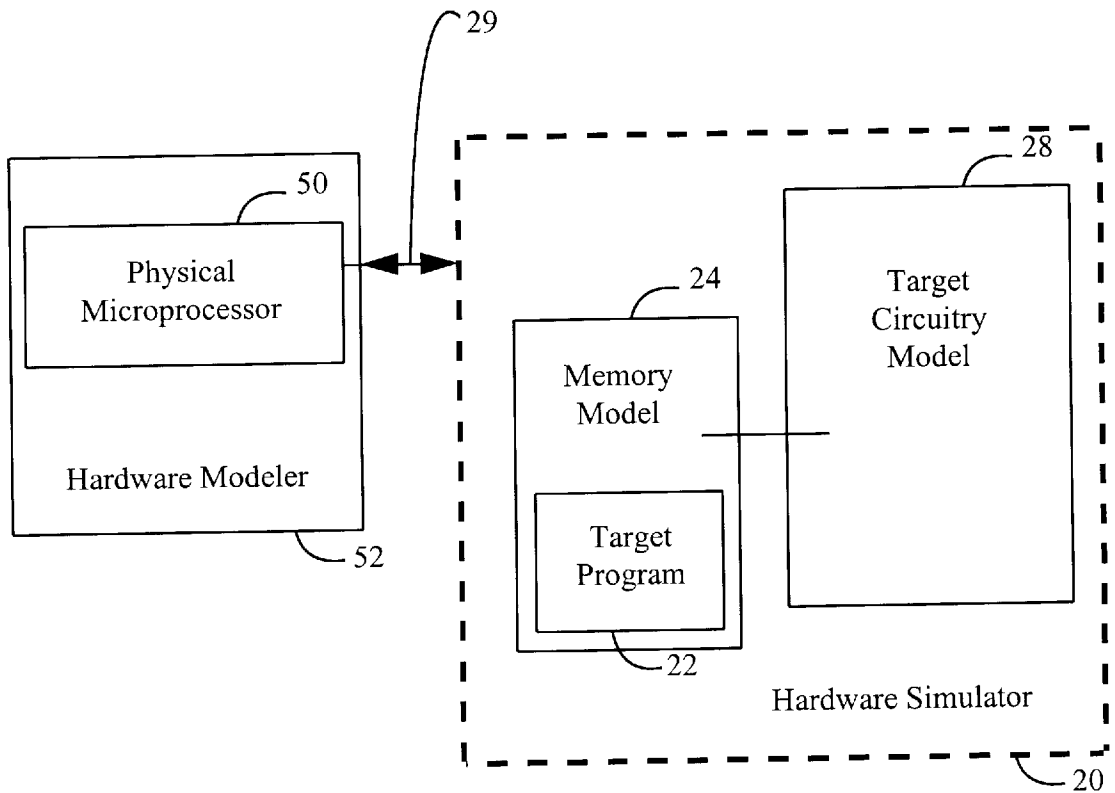 29
28
50
Physical
Microprocessor
24
Target
Circuitry
Model
Memory
Model
Hardware Modeler
52
Target
Program
22
Hardware Simulator
20